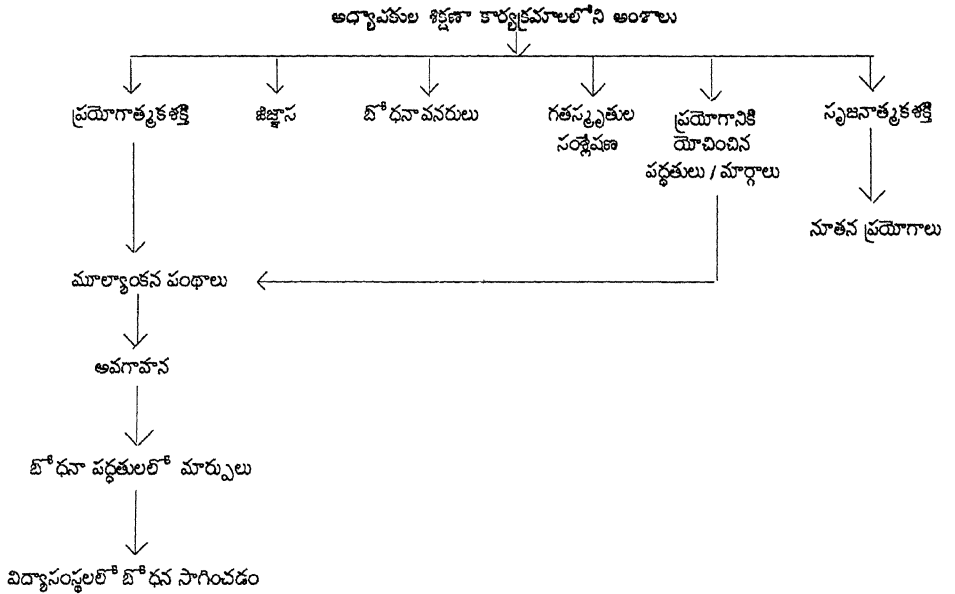 అధ్యాపకుల శిక్షణా కార్యక్రమాలలోని అంశాలు
ప్రయోగాత్మకశక్తి
జిజ్ఞాస
బోధనావనరులు
గతస్మృతుల
సంశ్లేషణ
ప్రయోగానికి
యోచించిన
పద్ధతులు / మార్గాలు
సృజనాత్మకశక్తి
నూతన ప్రయోగాలు
మూల్యాంకన పంథాలు
అవగాహన
బోధనా పద్ధతులలో మార్పులు
విద్యాసంస్థలలో బోధన సాగించడం